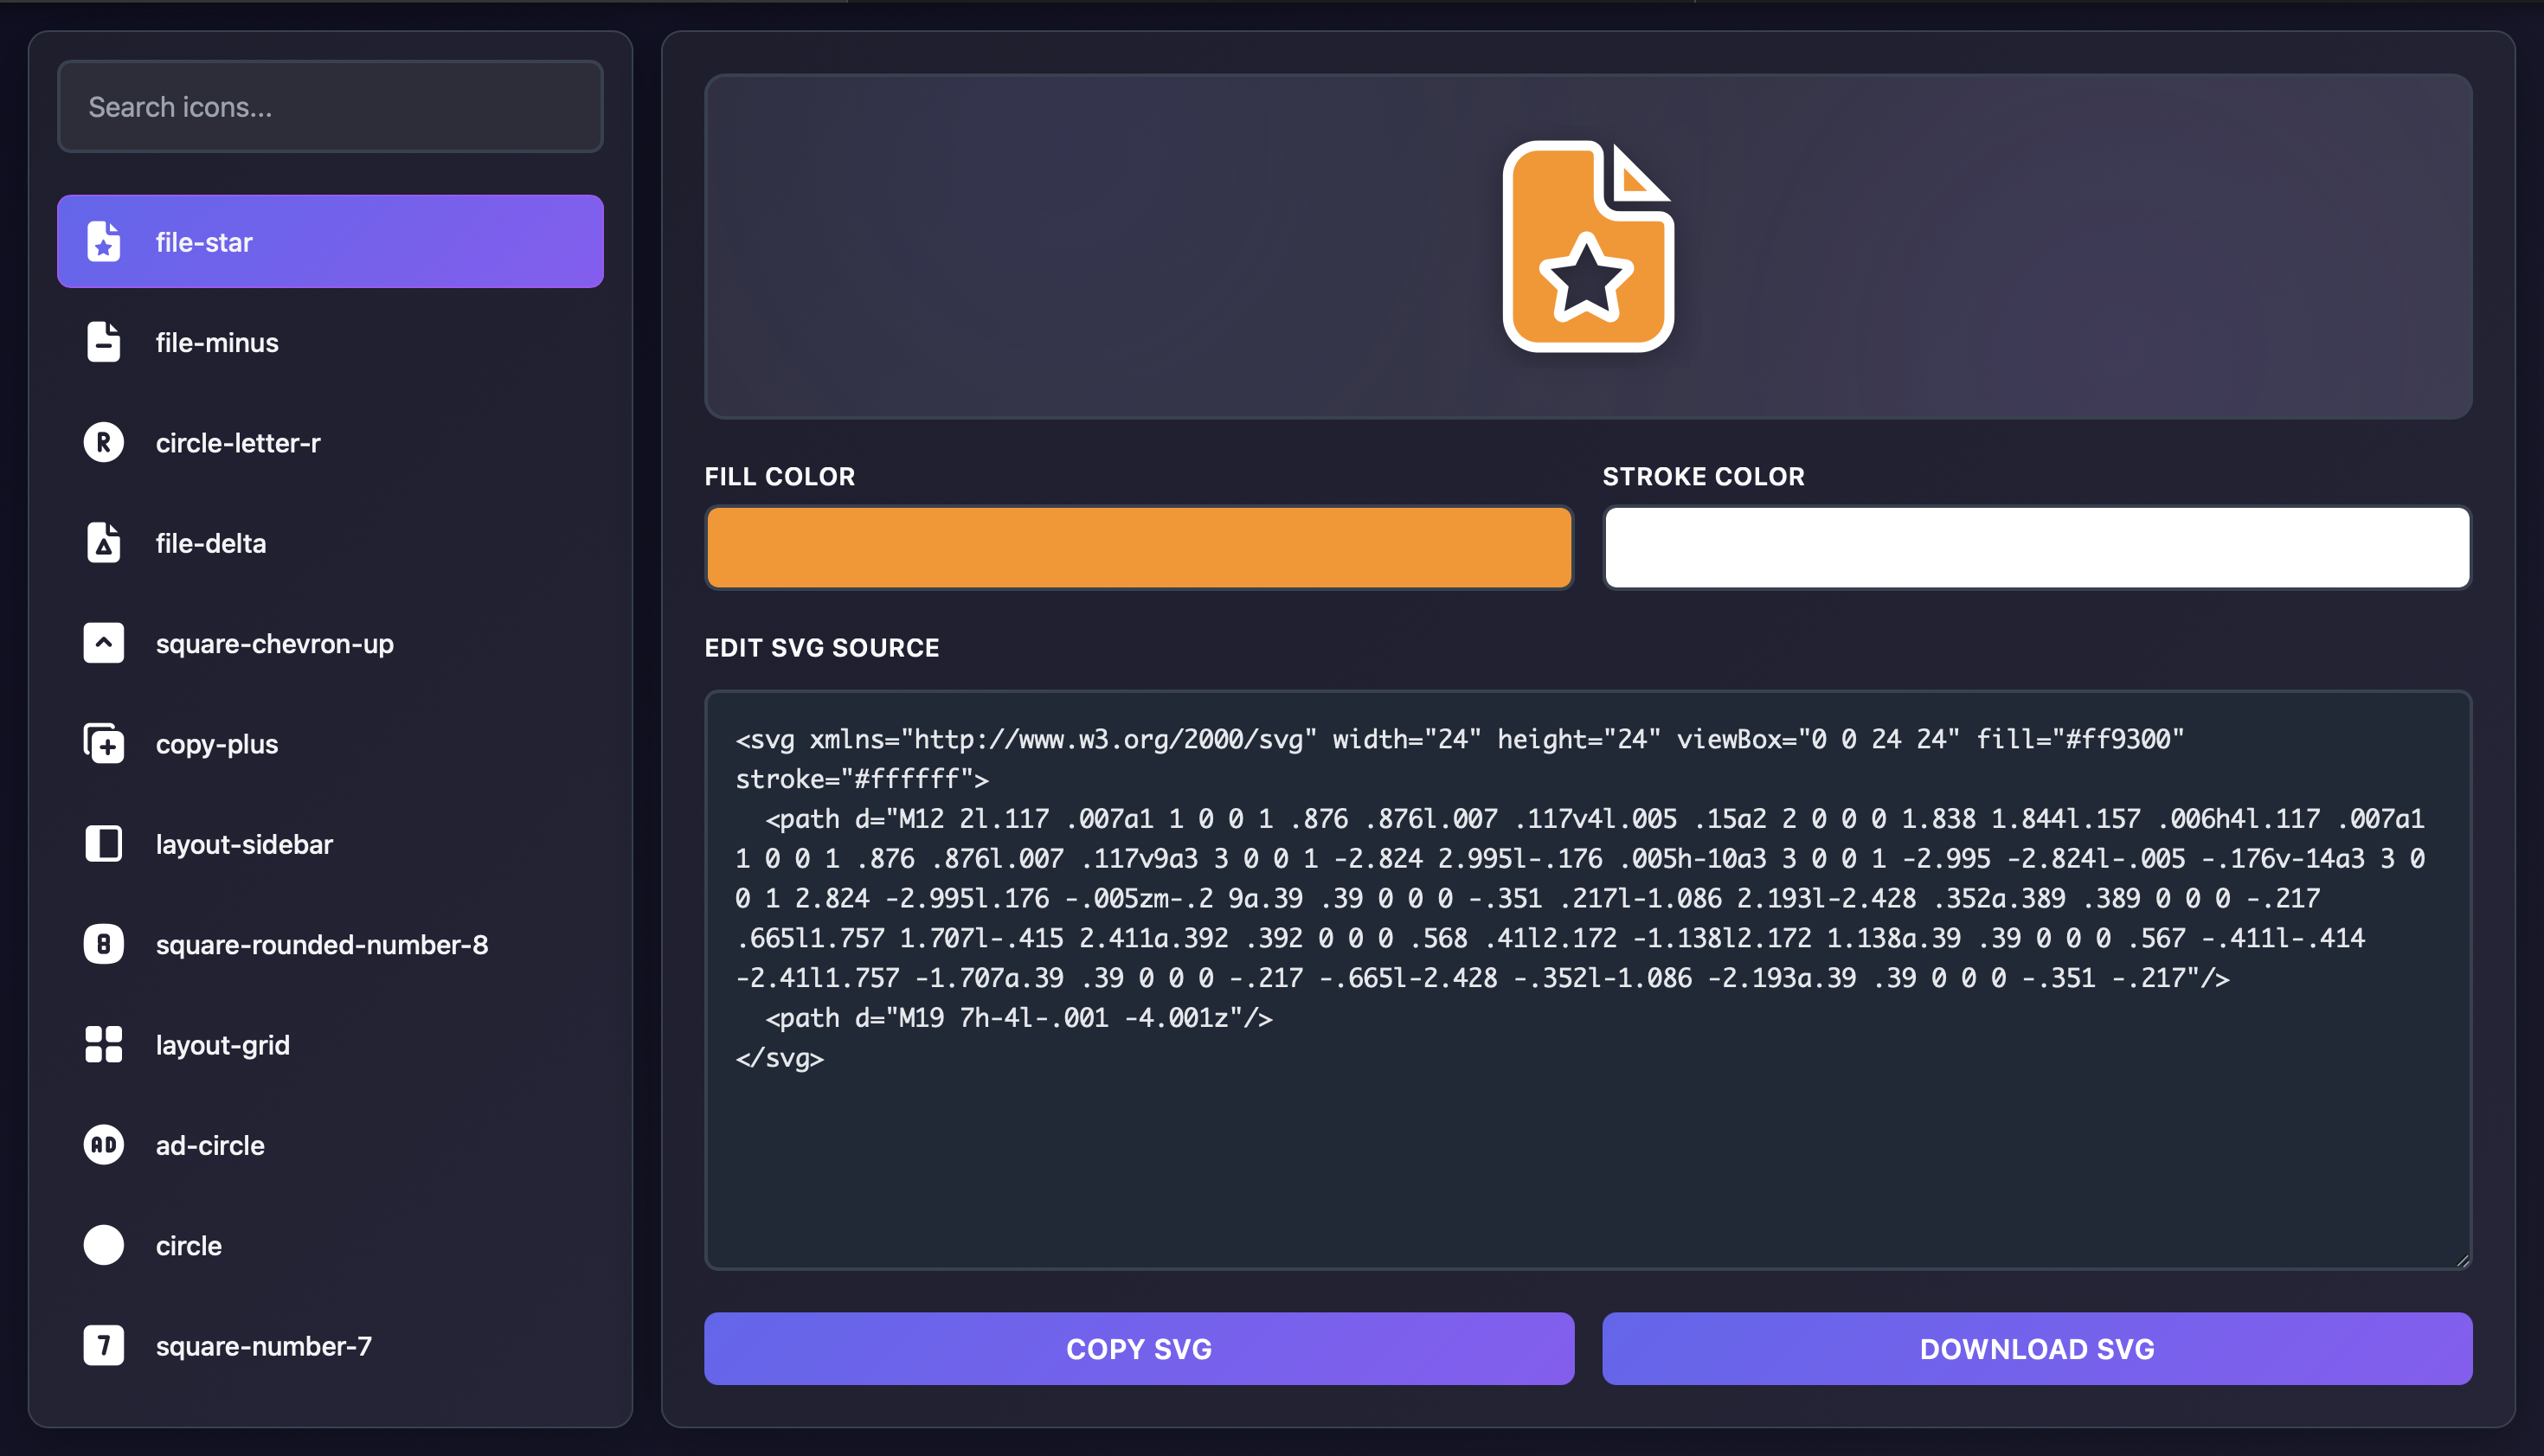 Search icons...
file-star
file-minus
R
circle-letter-r
file-delta
square-chevron-up
copy-plus
layout-sidebar
8
square-rounded-number-8
layout-grid
AD
ad-circle
circle
7
square-number-7
FILL COLOR
STROKE COLOR
EDIT SVG SOURCE
<svg xmlns="http://www.w3.org/2000/svg" width="24" height="24" viewBox="0 0 24 24" fill="#ff9300"
stroke="#ffffff">
  <path d="M12 2l.117 .007a1 1 0 0 1 .876 .876l.007 .117v4l.005 .15a2 2 0 0 0 1.838 1.844l.157 .006h4l.117 .007a1
1 0 0 1 .876 .876l.007 .117v9a3 3 0 0 1 -2.824 2.995l-.176 .005h-10a3 3 0 0 1 -2.995 -2.824l-.005 -.176v-14a3 3 0
0 1 2.824 -2.995l.176 -.005zm-.2 9a.39 .39 0 0 0 -.351 .217l-1.086 2.193l-2.428 .352a.389 .389 0 0 0 -.217
.665l1.757 1.707l-.415 2.411a.392 .392 0 0 0 .568 .41l2.172 -1.138l2.172 1.138a.39 .39 0 0 0 .567 -.411l-.414
-2.41l1.757 -1.707a.39 .39 0 0 0 -.217 -.665l-2.428 -.352l-1.086 -2.193a.39 .39 0 0 0 -.351 -.217"/>
  <path d="M19 7h-4l-.001 -4.001z"/>
</svg>
COPY SVG
DOWNLOAD SVG